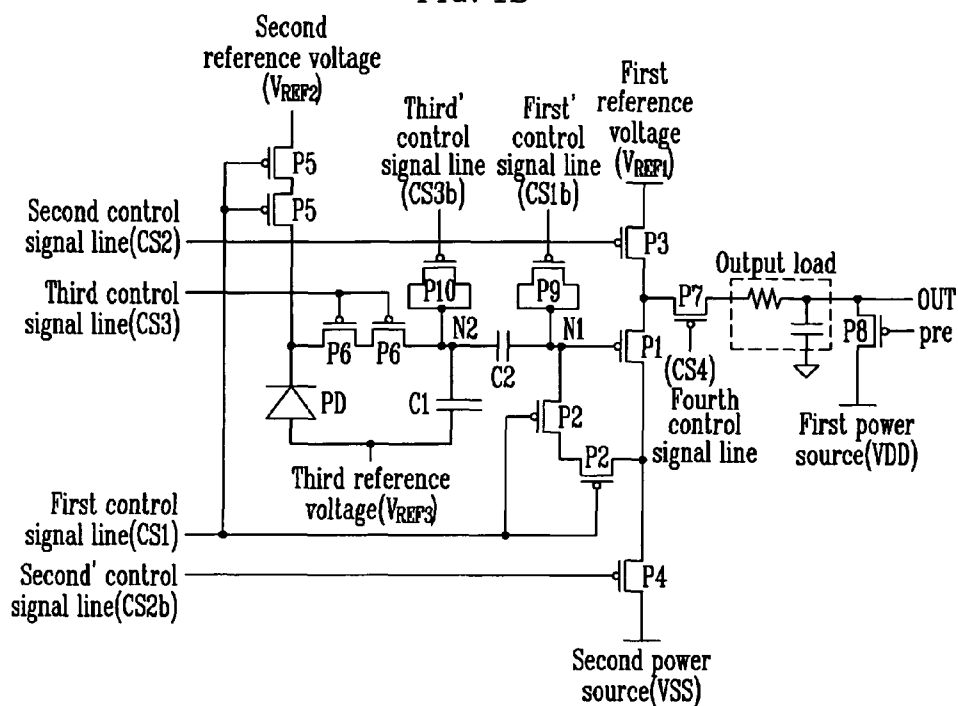 Second
reference voltage
(VREF2)
First
reference
voltage
(VREF1)
Third'
control
signal line
(CS3b)
First'
control
signal line
(CS1b)
P5
P5
Second control
signal line(CS2)
P3
Output load
Third control
signal line(CS3)
P10
P9
P7
OUT
N2
N1
P8
pre
P6
P6
P1
C2
(CS4)
PD
C1
Fourth
control
signal line
P2
P2
First power
source(VDD)
Third reference
voltage(VREF3)
First control
signal line(CS1)
Second' control
signal line(CS2b)
P4
Second power
source(VSS)